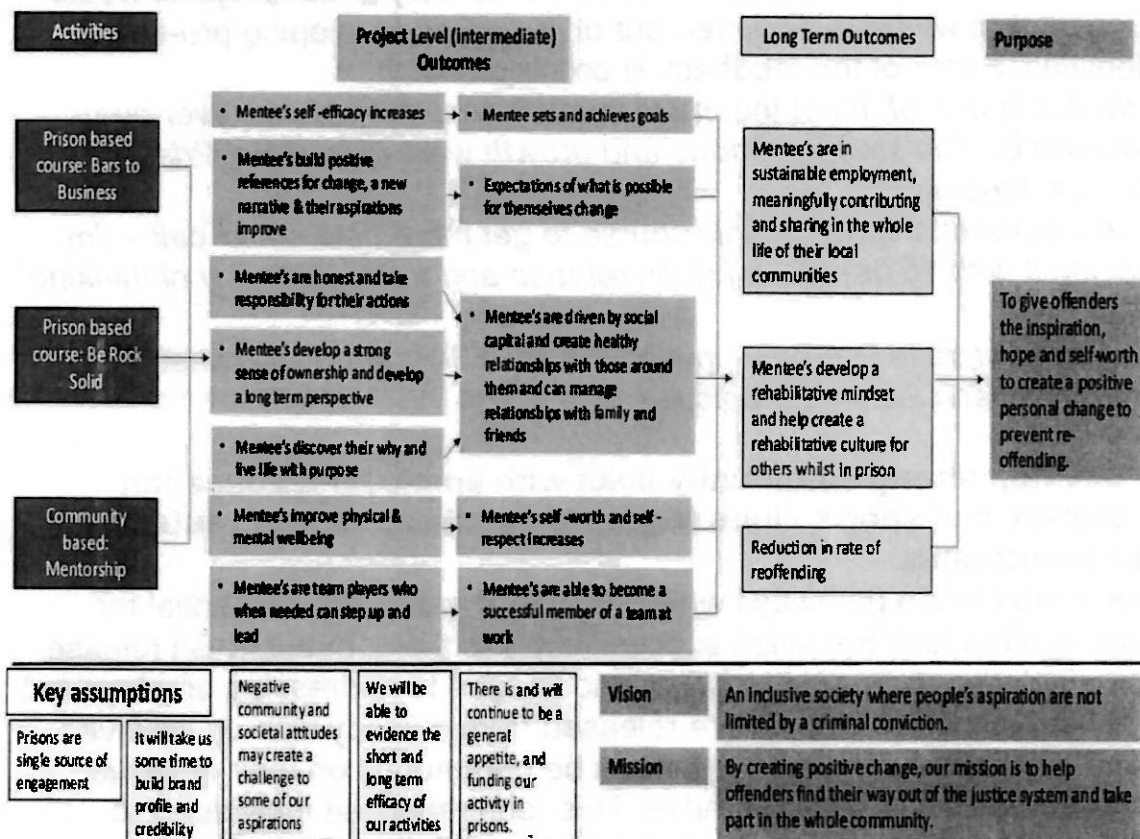 Activities
Project Level (intermediate)
Outcomes
Long Term Outcomes
Purpose
Prison based
course: Bars to
Business
Prison based
course: Be Rock
Solid
Community
based:
Mentorship
• Mentee's self -efficacy increases
• Mentee's build positive
references for change, a new
narrative & their aspirations
improve
• Mentee's are honest and take
responsibility for their actions
• Mentee's develop a strong
sense of ownership and develop
a long term perspective
• Mentee's discover their why and
live life with purpose
• Mentee's improve physical &
mental wellbeing
• Mentee's are team players who
when needed can step up and
lead
• Mentee sets and achieves goals
• Expectations of what is possible
for themselves change
• Mentee's are driven by social
capital and create healthy
relationships with those around
them and can manage
relationships with family and
friends
• Mentee's self -worth and self -
respect increases
• Mentee's are able to become a
successful member of a team at
work
Mentee's are in
sustainable employment,
meaningfully contributing
and sharing in the whole
life of their local
communities
Mentee's develop a
rehabilitative mindset
and help create a
rehabilitative culture for
others whilst in prison
Reduction in rate of
reoffending
To give offenders
the inspiration,
hope and self-worth
to create a positive
personal change to
prevent re-
offending.
Key assumptions
Prisons are
single source of
engagement
It will take us
some time to
build brand
profile and
credibility
Negative
community and
societal attitudes
may create a
challenge to
some of our
aspirations
We will be
able to
evidence the
short and
long term
efficacy of
our activities
There is and will
continue to be a
general
appetite, and
funding our
activity in
prisons.
Vision
An inclusive society where people's aspiration are not
limited by a criminal conviction.
Mission
By creating positive change, our mission is to help
offenders find their way out of the justice system and take
part in the whole community.